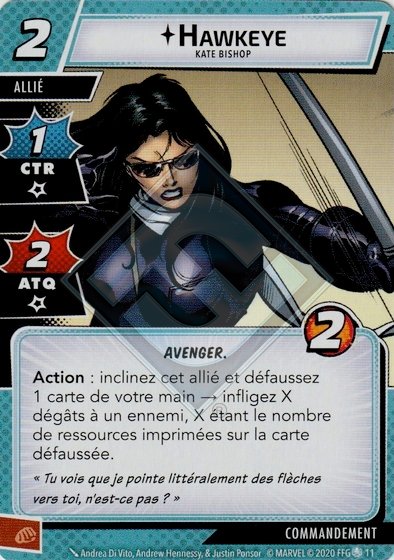 2
HAWKEYE
KATE BISHOP
ALLIÉ
1
CTR
2
ATQ
2
AVENGER.
Action : inclinez cet allié et défaussez
1 carte de votre main → infligez X
dégâts à un ennemi, X étant le nombre
de ressources imprimées sur la carte
défaussée.
« Tu vois que je pointe littéralement des flèches
vers toi, n'est-ce pas ? »
COMMANDEMENT
Andrea Di Vito, Andrew Hennessy, & Justin Ponsor © MARVEL © 2020 FFG 11